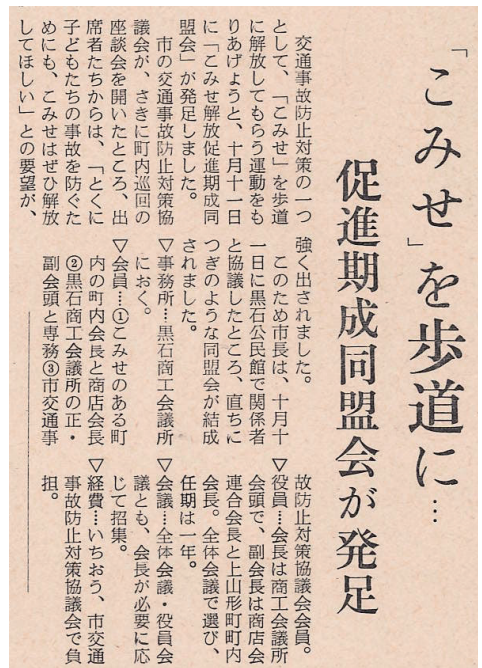 「こみせ」を歩道に…
促進期成同盟会が発足
交通事故防止対策の一つ
として、「こみせ」を歩道
に解放してもらう運動をも
りあげようと、十月十一日
に「こみせ解放促進期成同
盟会」が発足しました。
市の交通事故防止対策協
議会が、さきに町内巡回の
座談会を開いたところ、出
席者たちからは、「とくに
子どもたちの事故を防ぐた
めにも、こみせはぜひ解放
してほしい」との要望が、
強く出されました。
このため市長は、十月十
一日に黒石公民館で関係者
と協議したところ、直ちに
つぎのような同盟会が結成
されました。
▽事務所…黒石商工会議所
におく。
▽会員…①こみせのある町
内の町内会長と商店会長
②黒石商工会議所の正・
副会頭と専務③市交通事
故防止対策協議会会員。
▽役員…会長は商工会議所
会頭で、副会長は商店会
連合会長と上山形町町内
会長。全体会議で選び、
任期は一年。
▽会議…全体会議・役員会
議とも、会長が必要に応
じて招集。
▽経費…いちおう、市交通
事故防止対策協議会で負
担。